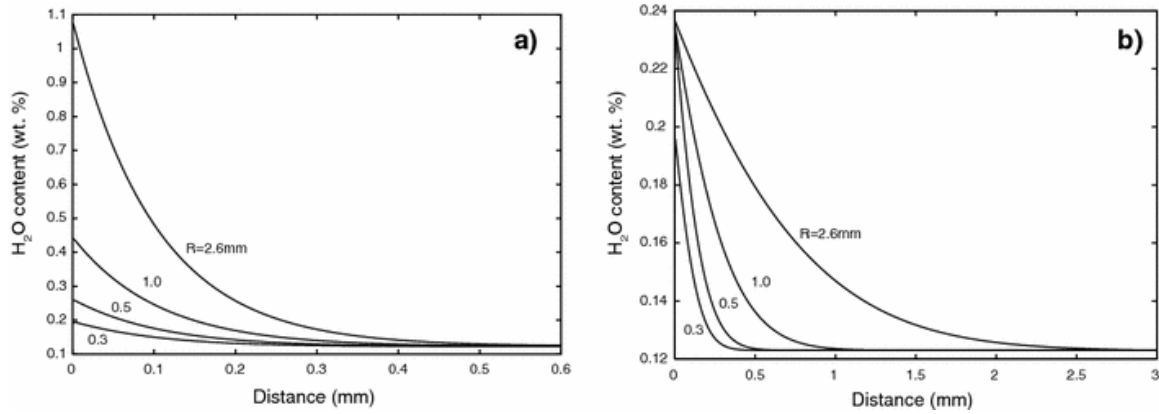 a)
H₂O content (wt. %)
1.1
1
0.9
0.8
0.7
0.6
0.5
0.4
0.3
0.2
0.1
R=2.6mm
1.0
0.5
0.3
0 0.1 0.2 0.3 0.4 0.5 0.6
Distance (mm)
b)
H₂O content (wt. %)
0.24
0.22
0.2
0.18
0.16
0.14
0.12
R=2.6mm
1.0
0.5
0.3
0 0.5 1 1.5 2 2.5 3
Distance (mm)